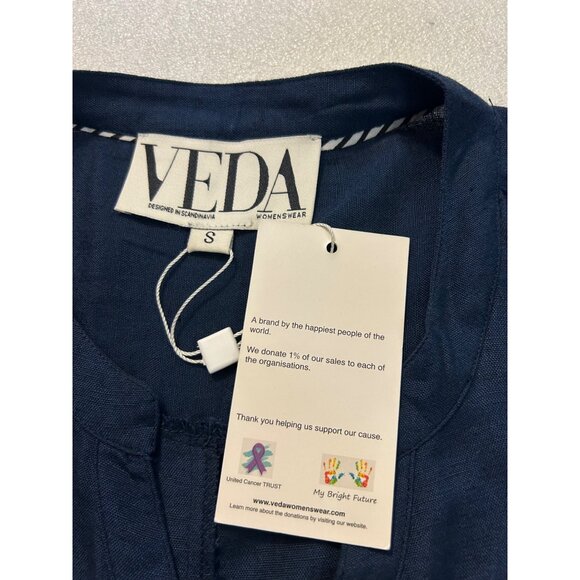 VEDA
DESIGNED IN SCANDINAVIA WOMENSWEAR
S
A brand by the happiest people of the
world.
We donate 1% of our sales to each of
the organisations.
Thank you helping us support our cause.
United Cancer TRUST
My Bright Future
www.vedawomenswear.com
Learn more about the donations by visiting our website.